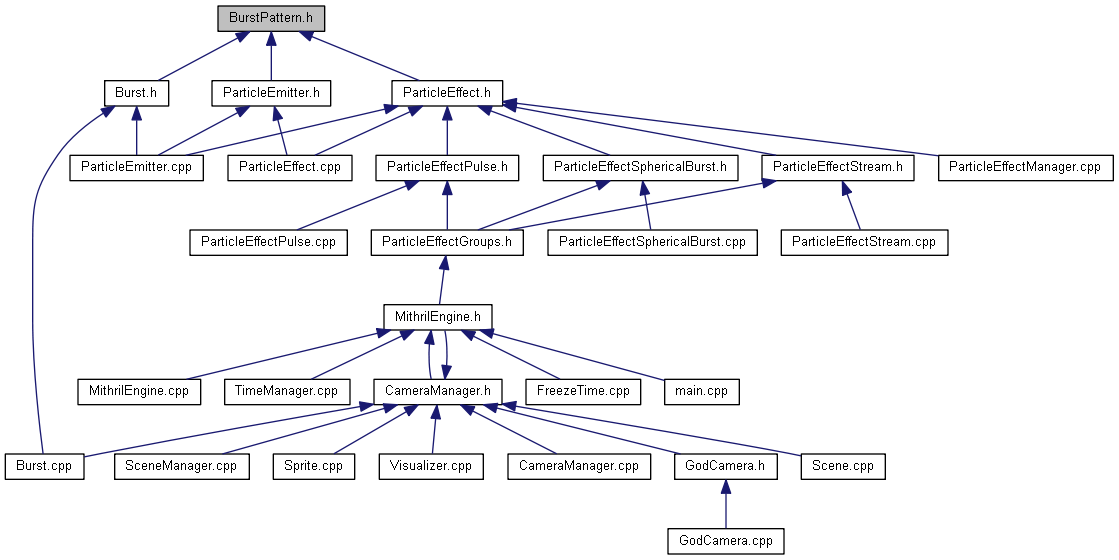 BurstPattern.h
Burst.h
ParticleEmitter.h
ParticleEffect.h
ParticleEmitter.cpp
ParticleEffect.cpp
ParticleEffectPulse.h
ParticleEffectSphericalBurst.h
ParticleEffectStream.h
ParticleEffectManager.cpp
ParticleEffectPulse.cpp
ParticleEffectGroups.h
ParticleEffectSphericalBurst.cpp
ParticleEffectStream.cpp
MithrilEngine.h
MithrilEngine.cpp
TimeManager.cpp
CameraManager.h
FreezeTime.cpp
main.cpp
Burst.cpp
SceneManager.cpp
Sprite.cpp
Visualizer.cpp
CameraManager.cpp
GodCamera.h
Scene.cpp
GodCamera.cpp